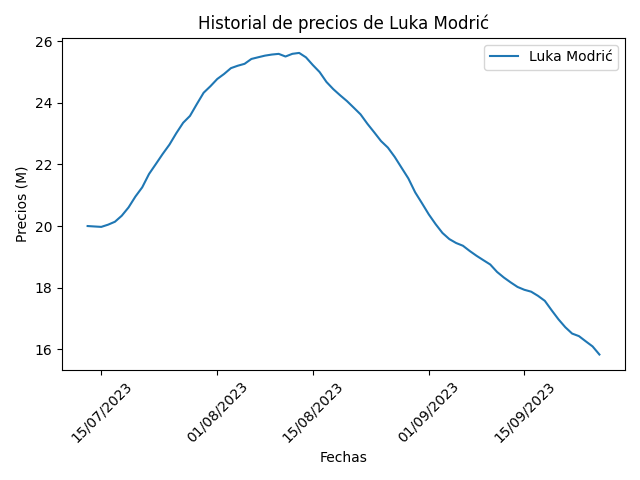 Historial de precios de Luka Modrić
Luka Modrić
Precios (M)
26
24
22
20
18
16
15/07/2023
01/08/2023
15/08/2023
01/09/2023
15/09/2023
Fechas